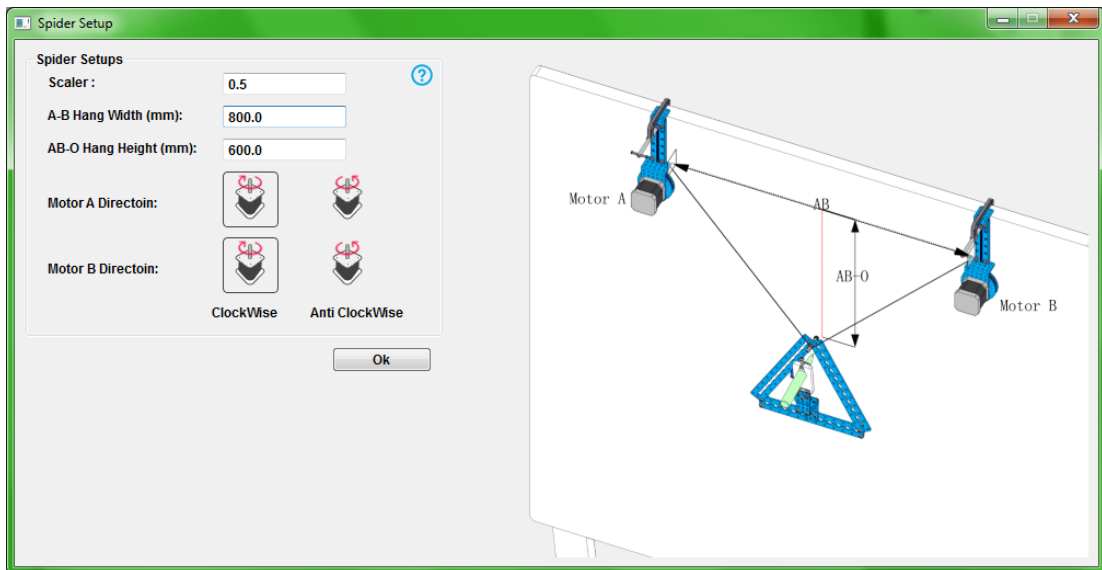 Spider Setup
Spider Setups
Scaler :
0.5
?
A-B Hang Width (mm):
800.0
AB-O Hang Height (mm):
600.0
Motor A Directoin:
Motor B Directoin:
ClockWise
Anti ClockWise
Ok
Motor A
AB
AB-O
Motor B